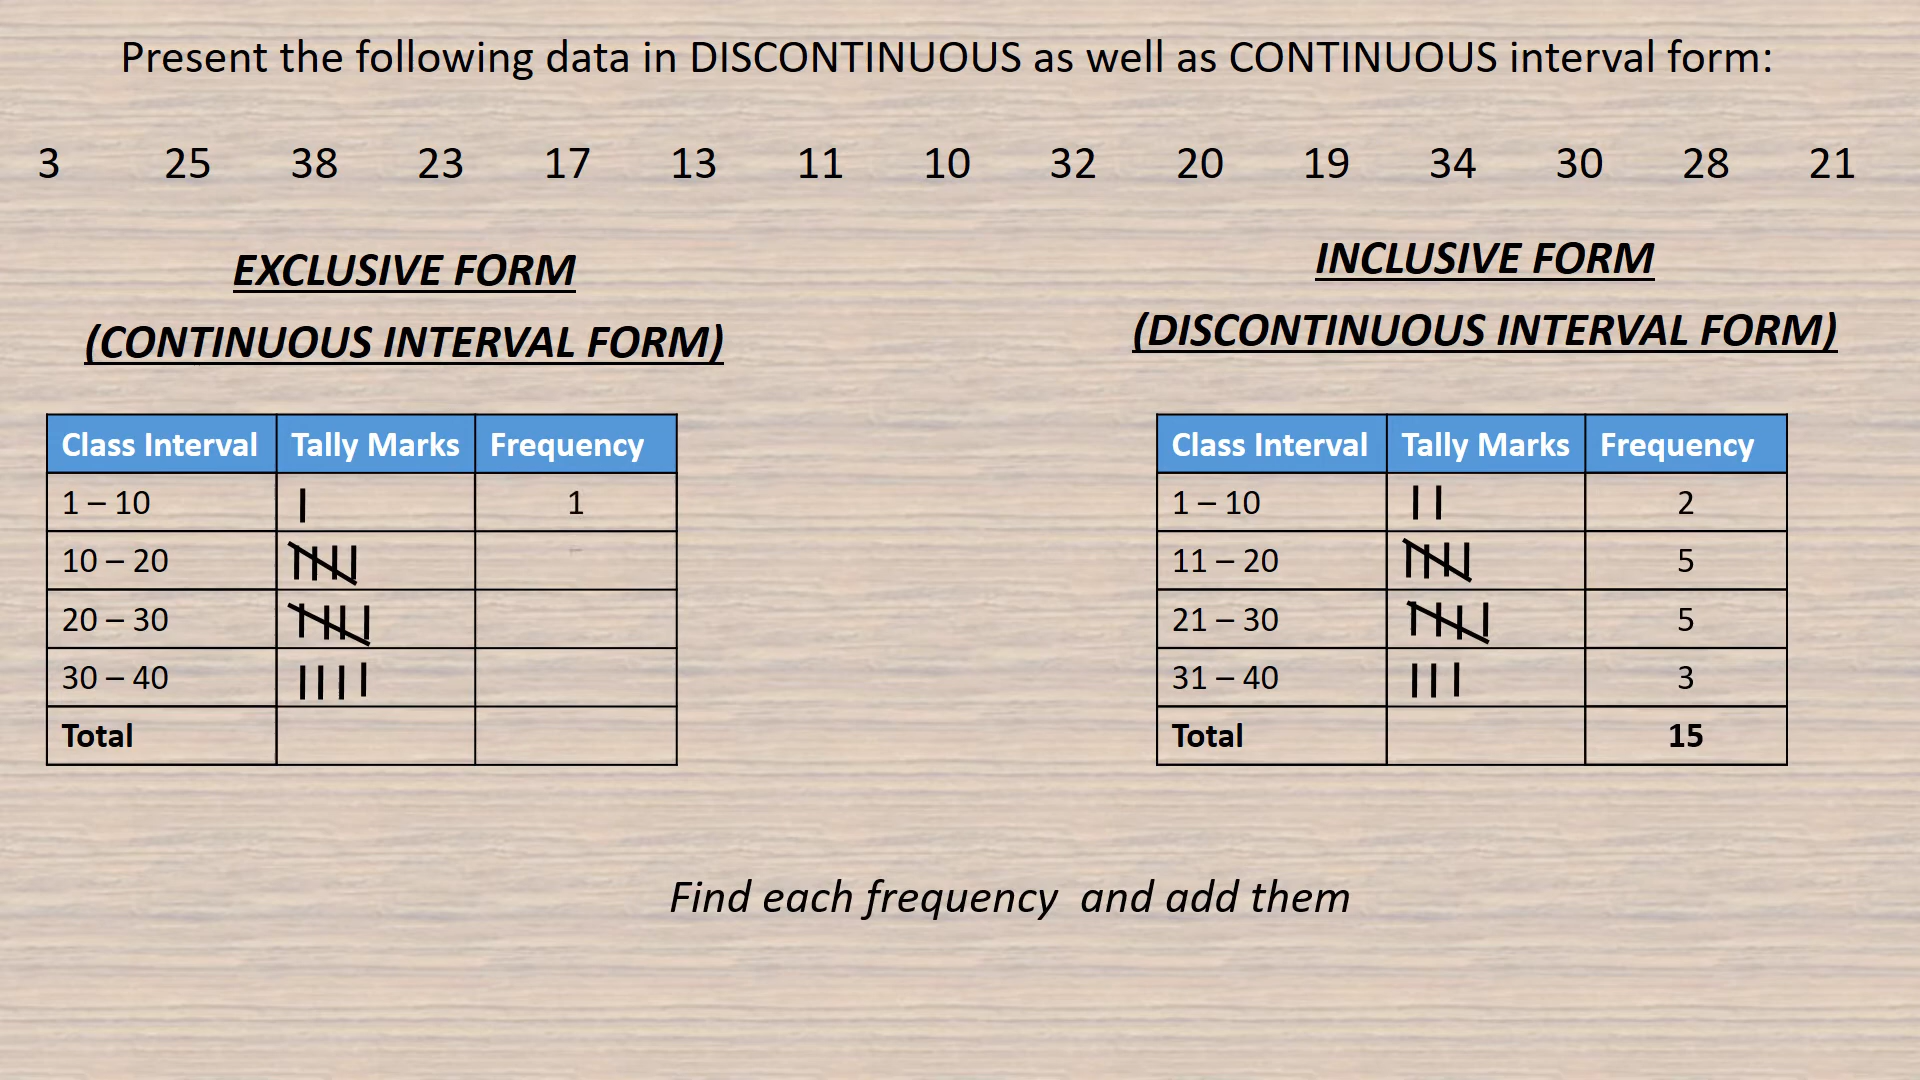 Present the following data in DISCONTINUOUS as well as CONTINUOUS interval form:
3 25 38 23 17 13 11 10 32 20 19 34 30 28 21
EXCLUSIVE FORM
(CONTINUOUS INTERVAL FORM)
Class Interval Tally Marks Frequency
1 – 10 | 1
10 – 20
20 – 30
30 – 40 ||||
Total
INCLUSIVE FORM
(DISCONTINUOUS INTERVAL FORM)
Class Interval Tally Marks Frequency
1 – 10 || 2
11 – 20 5
21 – 30 5
31 – 40 ||| 3
Total 15
Find each frequency and add them